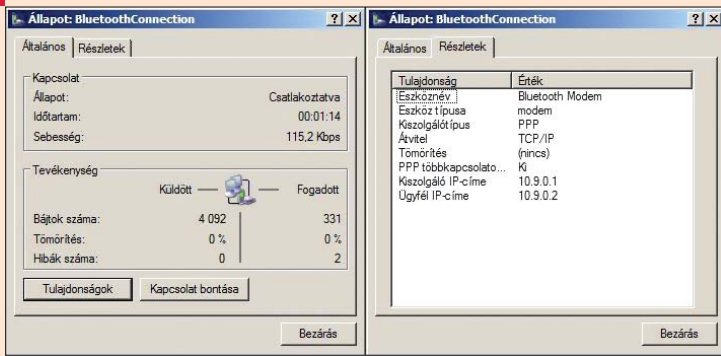 Állapot: BluetoothConnection
Általános Részletek
Kapcsolat
Állapot: Csatlakoztatva
Időtartam: 00:01:14
Sebesség: 115,2 Kbps
Tevékenység
Küldött Fogadott
Bájtok száma: 4 092 331
Tömörítés: 0 % 0 %
Hibák száma: 0 2
Tulajdonságok Kapcsolat bontása
Bezárás
Állapot: BluetoothConnection
Általános Részletek
Tulajdonság Érték
Eszköznév Bluetooth Modem
Eszköz típusa modem
Kiszolgálótípus PPP
Átvitel TCP/IP
Tömörítés (nincs)
PPP többkapcsolato... Ki
Kiszolgáló IP-címe 10.9.0.1
Ügyfél IP-címe 10.9.0.2
Bezárás